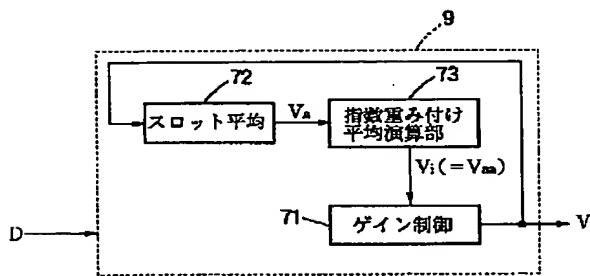 9
72
73
スロット平均
Va
指数重み付け
平均演算部
Vi(=Vaa)
71
ゲイン制御
D
V